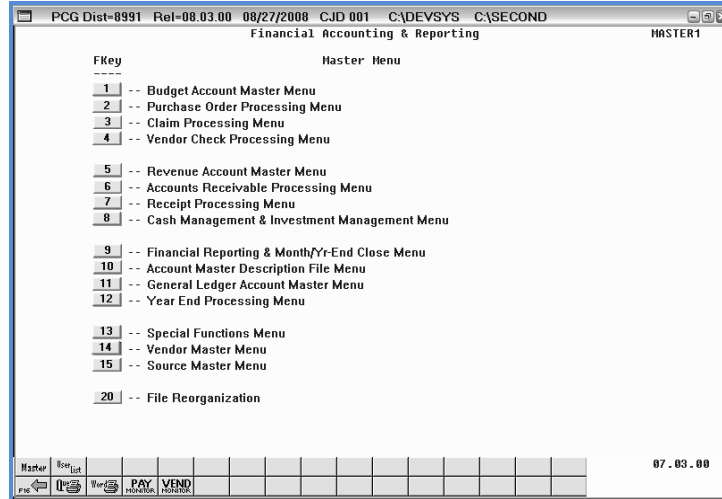 PCG Dist=8991 Rel=08.03.00 08/27/2008 CJD 001 C:\DEVSYS C:\SECOND
Financial Accounting & Reporting MASTER1
FKey Master Menu
----
1 -- Budget Account Master Menu
2 -- Purchase Order Processing Menu
3 -- Claim Processing Menu
4 -- Vendor Check Processing Menu
5 -- Revenue Account Master Menu
6 -- Accounts Receivable Processing Menu
7 -- Receipt Processing Menu
8 -- Cash Management & Investment Management Menu
9 -- Financial Reporting & Month/Yr-End Close Menu
10 -- Account Master Description File Menu
11 -- General Ledger Account Master Menu
12 -- Year End Processing Menu
13 -- Special Functions Menu
14 -- Vendor Master Menu
15 -- Source Master Menu
20 -- File Reorganization
Master User List 07.03.00
F16 Que Word PAY MONITOR VEND MONITOR